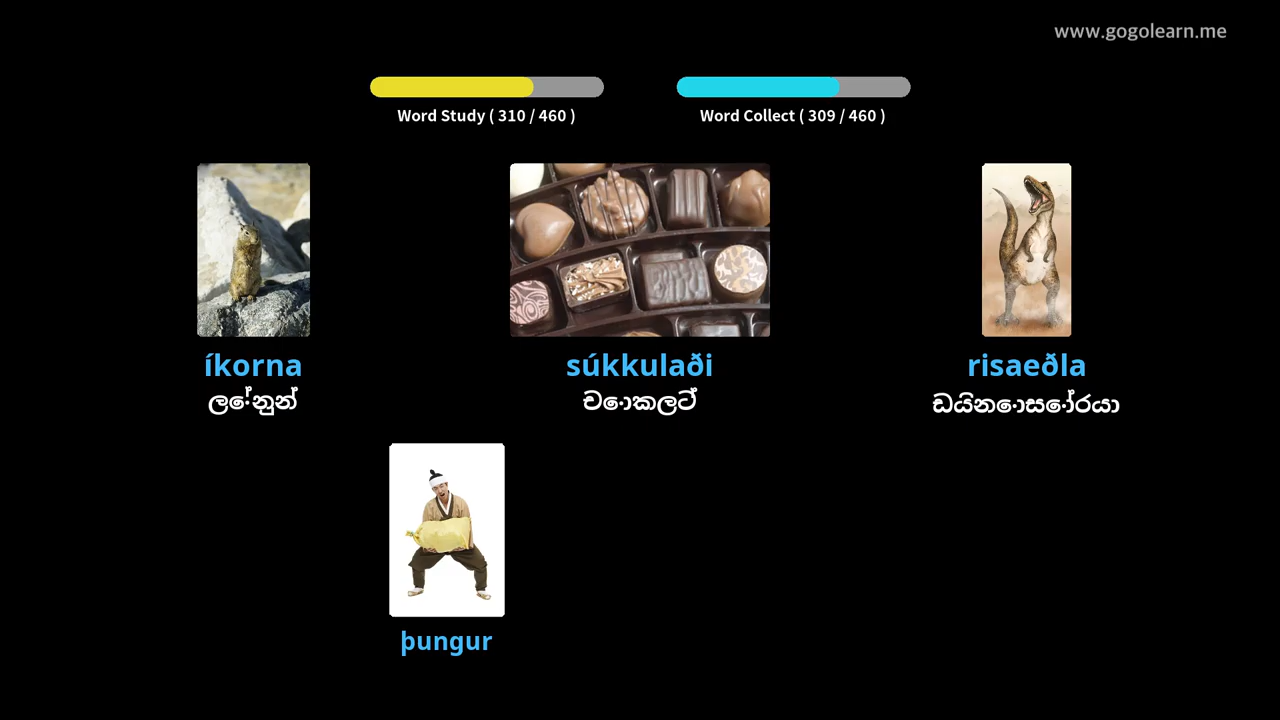 www.gogolearn.me
Word Study ( 310 / 460 )
Word Collect ( 309 / 460 )
íkorna
súkkulaði
risaeðla
ලේනුන්
චොකලට්
ඩයිනොසෝරයා
þungur